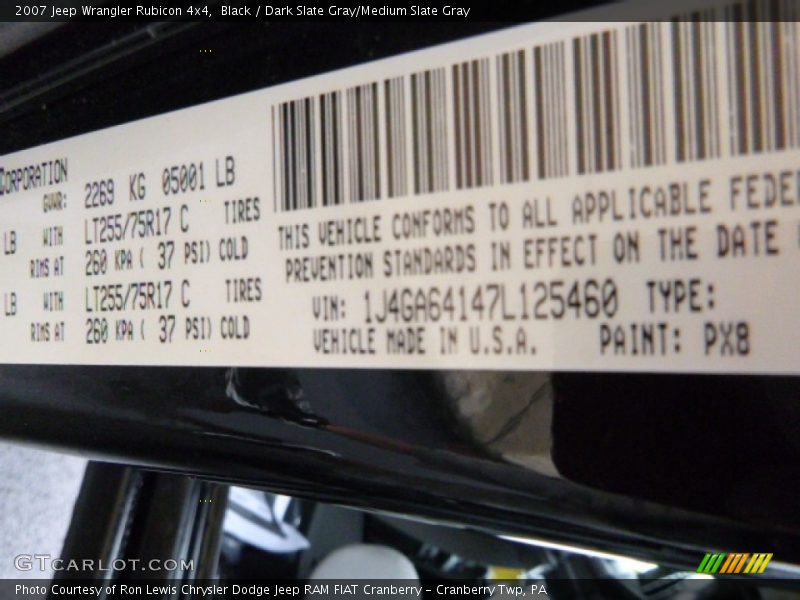 2007 Jeep Wrangler Rubicon 4x4,  Black / Dark Slate Gray/Medium Slate Gray
CORPORATION
GVWR: 2269 KG 05001 LB
LB WITH LT255/75R17 C TIRES
RIMS AT 260 KPA ( 37 PSI) COLD
LB WITH LT255/75R17 C TIRES
RIMS AT 260 KPA ( 37 PSI) COLD
THIS VEHICLE CONFORMS TO ALL APPLICABLE FEDE
PREVENTION STANDARDS IN EFFECT ON THE DATE
VIN: 1J4GA64147L125460 TYPE:
VEHICLE MADE IN U.S.A. PAINT: PX8
GTCARLOT.COM
Photo Courtesy of Ron Lewis Chrysler Dodge Jeep RAM FIAT Cranberry – Cranberry Twp, PA